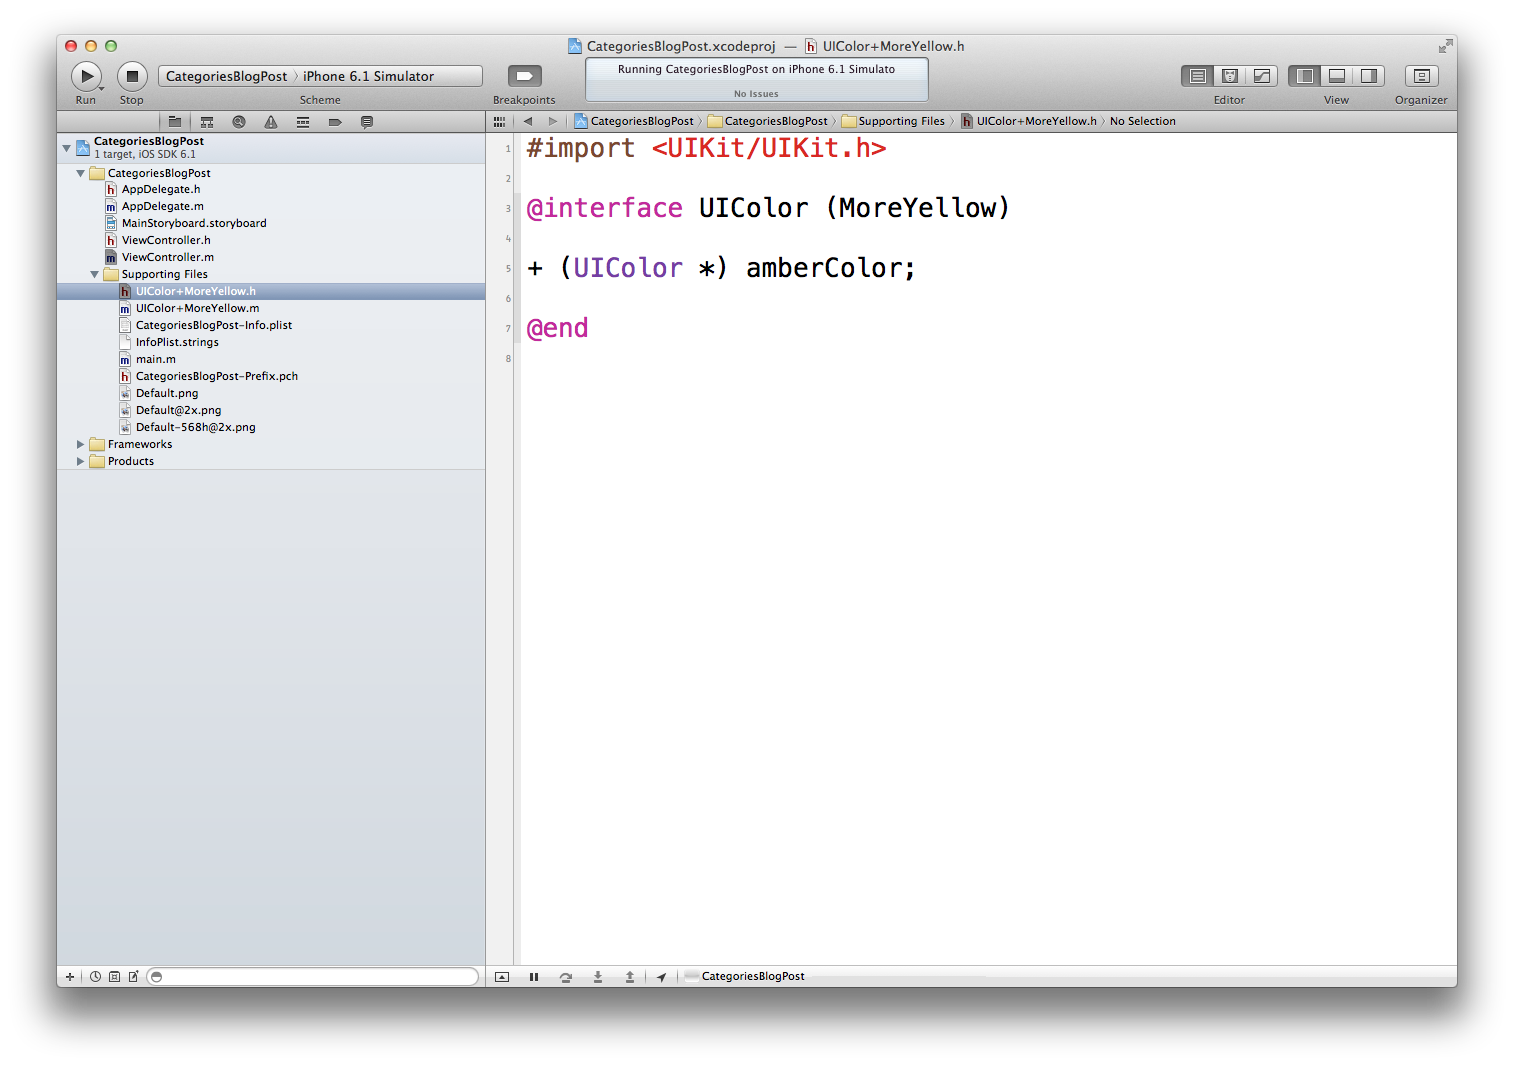 CategoriesBlogPost.xcodeproj — UIColor+MoreYellow.h
CategoriesBlogPost iPhone 6.1 Simulator
Running CategoriesBlogPost on iPhone 6.1 Simulato
No Issues
Run Stop Scheme Breakpoints Editor View Organizer
CategoriesBlogPost CategoriesBlogPost Supporting Files UIColor+MoreYellow.h No Selection
CategoriesBlogPost
1 target, iOS SDK 6.1
CategoriesBlogPost
AppDelegate.h
AppDelegate.m
MainStoryboard.storyboard
ViewController.h
ViewController.m
Supporting Files
UIColor+MoreYellow.h
UIColor+MoreYellow.m
CategoriesBlogPost-Info.plist
InfoPlist.strings
main.m
CategoriesBlogPost-Prefix.pch
Default.png
Default@2x.png
Default-568h@2x.png
Frameworks
Products
1 #import <UIKit/UIKit.h>
2
3 @interface UIColor (MoreYellow)
4
5 + (UIColor *) amberColor;
6
7 @end
8
CategoriesBlogPost